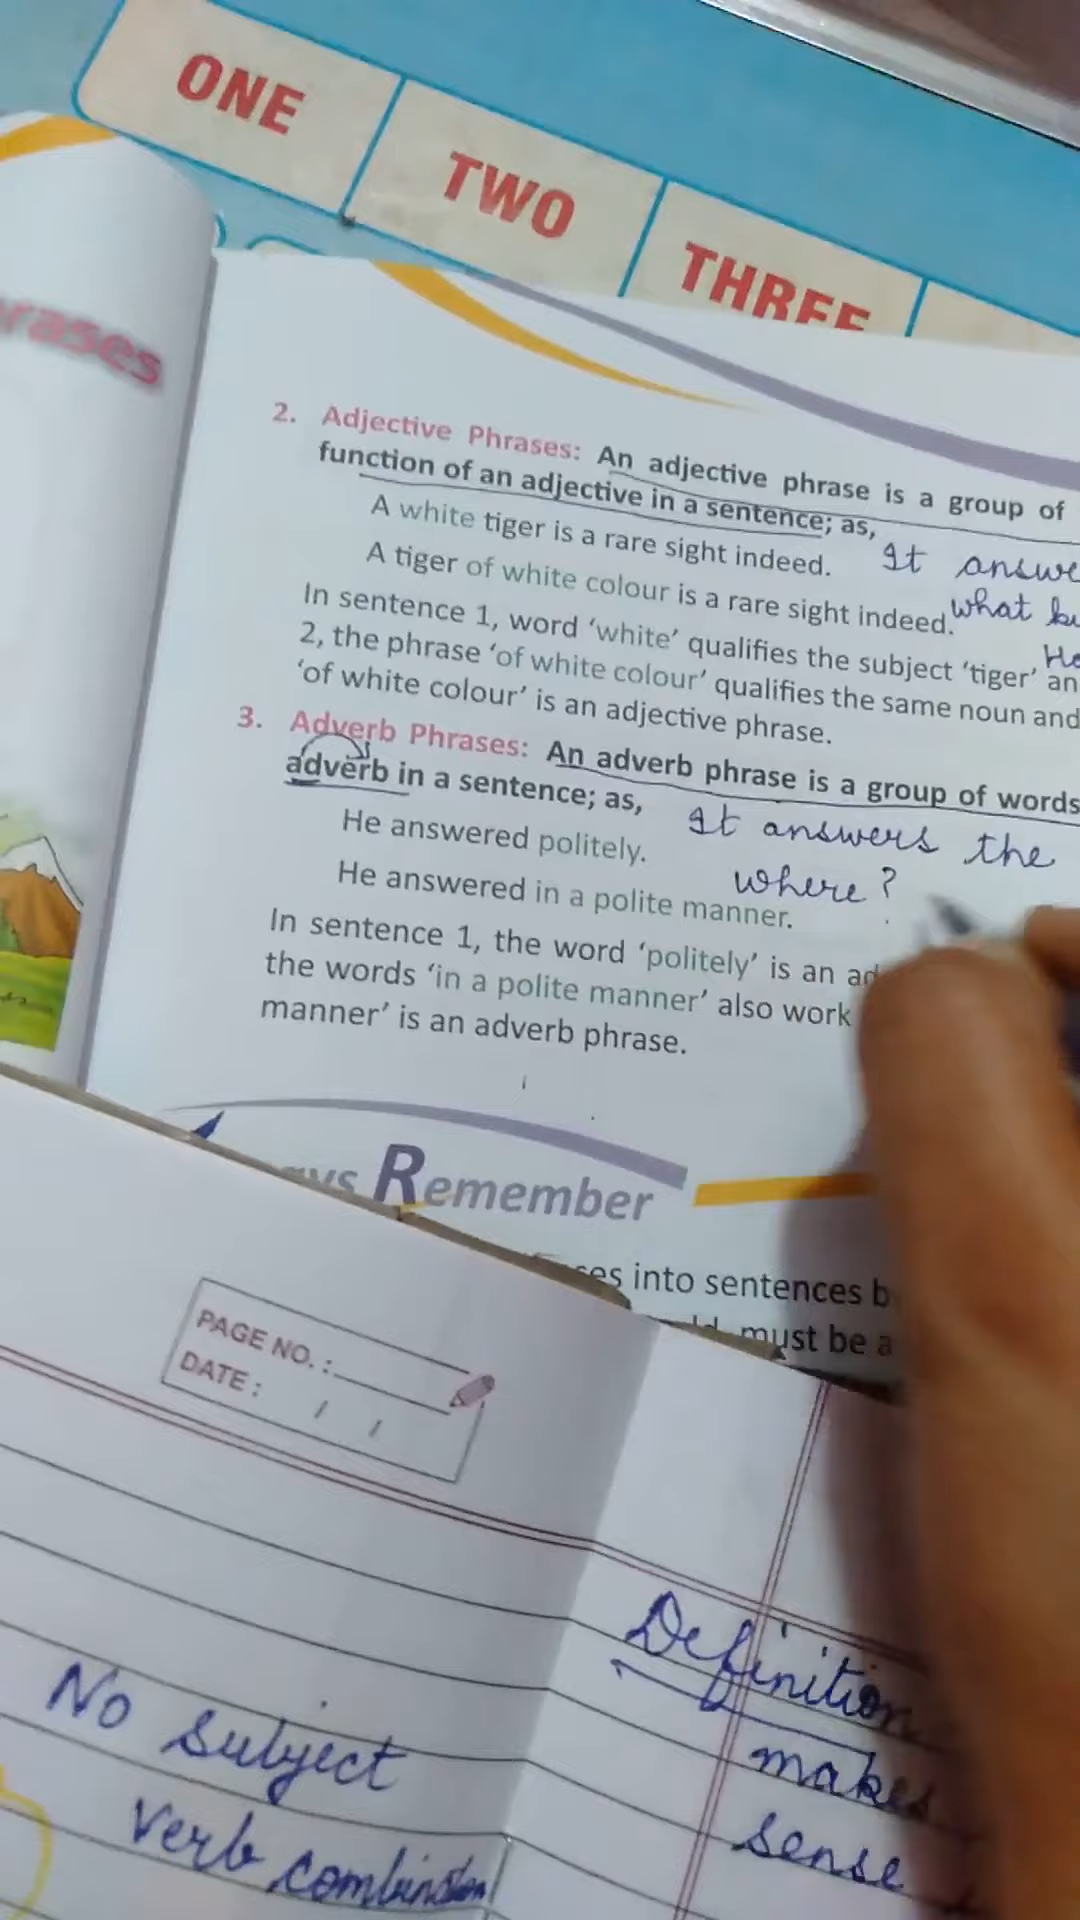 ONE
TWO
THREE
rases
2. Adjective Phrases: An adjective phrase is a group of
function of an adjective in a sentence; as,
A white tiger is a rare sight indeed.
It answe
A tiger of white colour is a rare sight indeed.
what
In sentence 1, word ‘white’ qualifies the subject ‘tiger’ an
2, the phrase ‘of white colour’ qualifies the same noun and
‘of white colour’ is an adjective phrase.
3. Adverb Phrases: An adverb phrase is a group of words
adverb in a sentence; as,
It answers the
He answered politely.
where?
He answered in a polite manner.
In sentence 1, the word ‘politely’ is an ad
the words ‘in a polite manner’ also work
manner’ is an adverb phrase.
Remember
into sentences b
must be a
PAGE NO.:
DATE: / /
Definition
makes
sense
No subject
verb combination